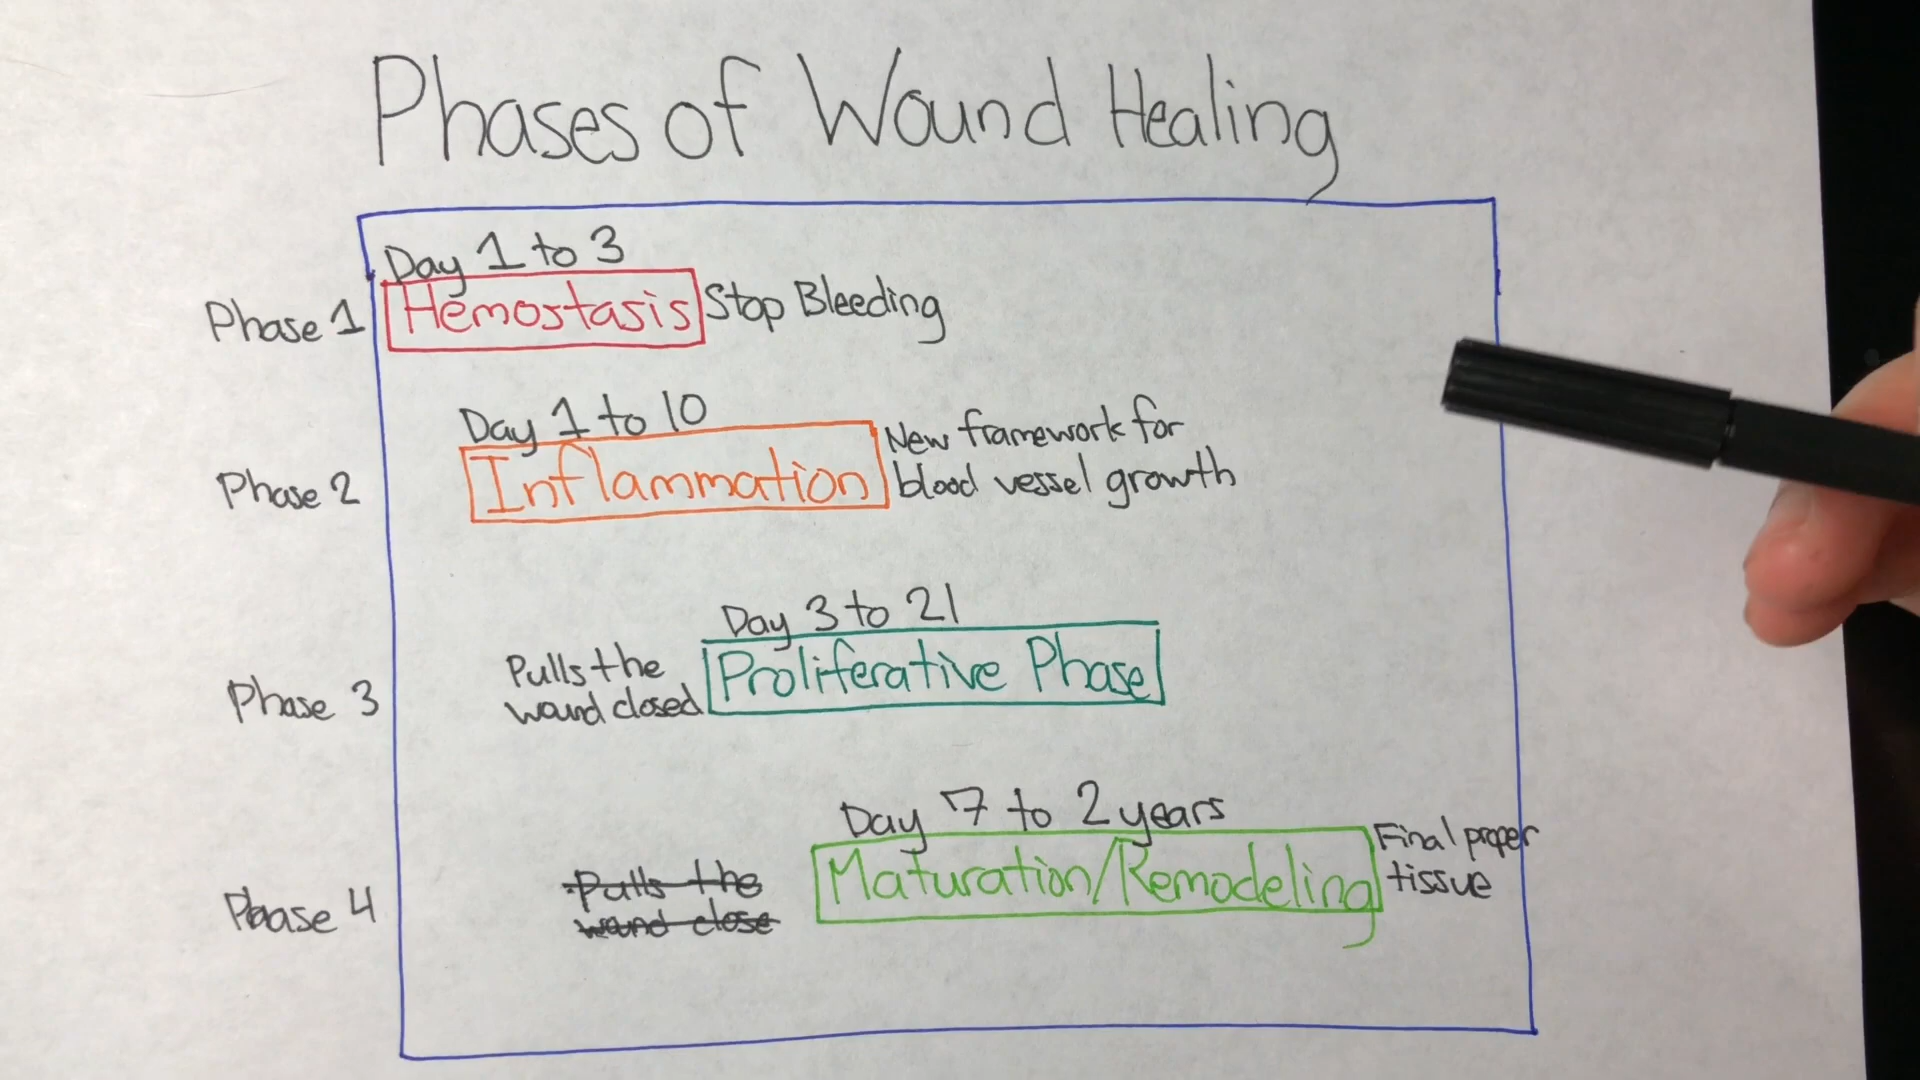 Phases of Wound Healing
Day 1 to 3
Phase 1 Hemostasis Stop Bleeding
Day 1 to 10
New framework for
Phase 2 Inflammation blood vessel growth
Day 3 to 21
Pulls the
Phase 3 wound closed Proliferative Phase
Day 7 to 2 years
Final proper
Phase 4 Pulls the Maturation/Remodeling tissue
wound close